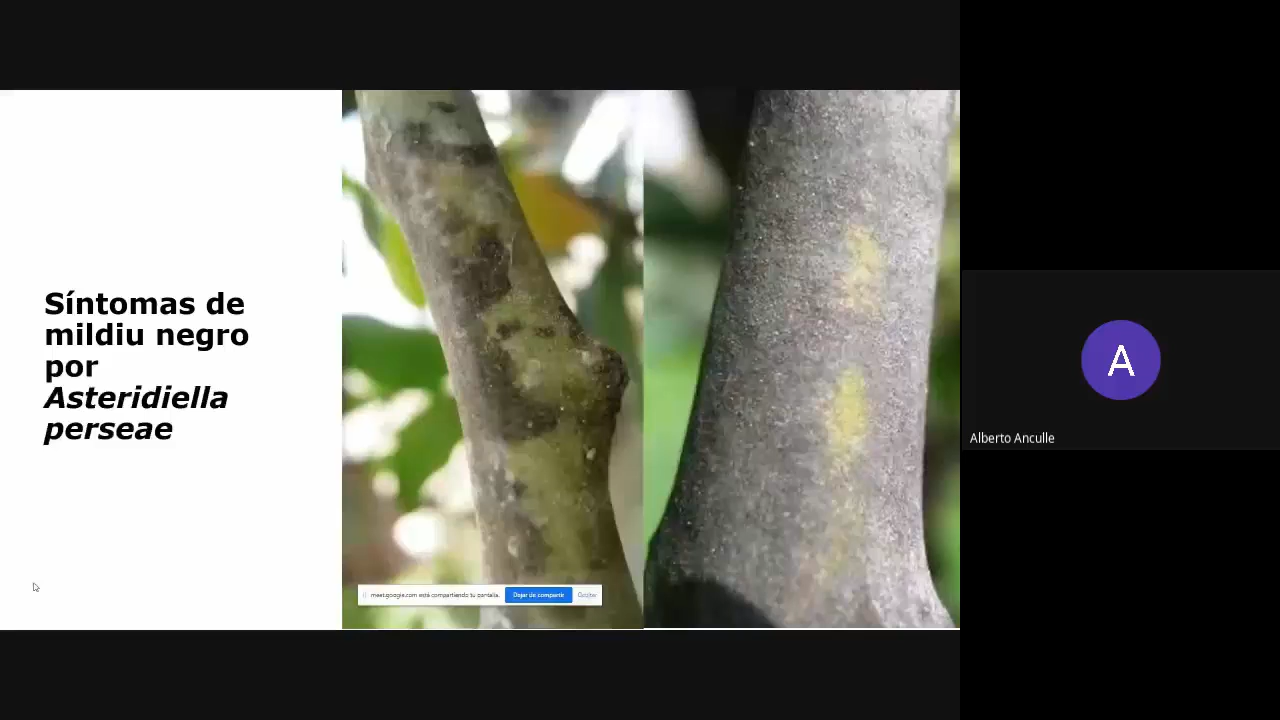 Síntomas de
mildiu negro
por
Asteridiella
perseae
meet.google.com está compartiendo tu pantalla.
Dejar de compartir
Ocultar
A
Alberto Anculle